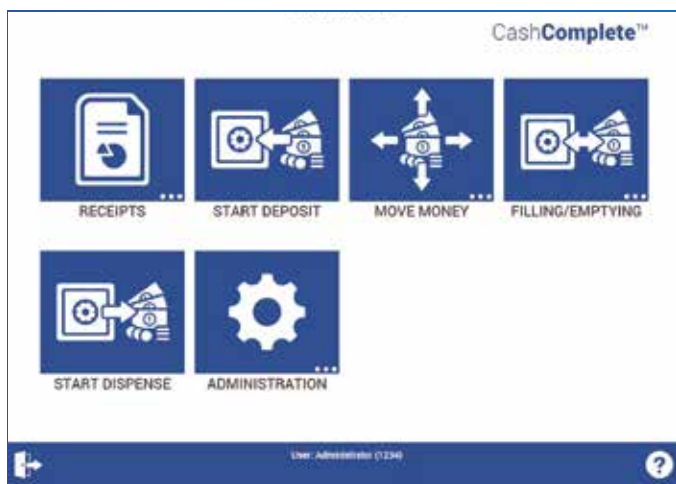 CashComplete™
RECEIPTS START DEPOSIT MOVE MONEY FILLING/EMPTYING
START DISPENSE ADMINISTRATION
User: Administrator (1234)
?